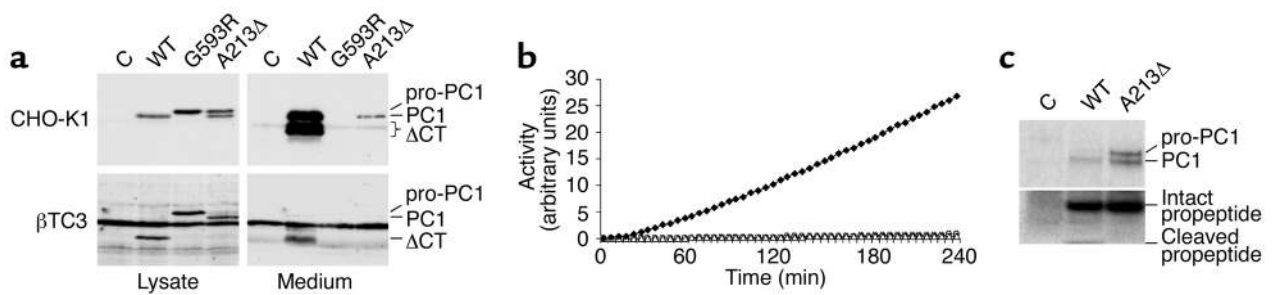 a
C WT G593R A213Δ C WT G593R A213Δ
CHO-K1
pro-PC1
PC1
ΔCT
βTC3
pro-PC1
PC1
ΔCT
Lysate Medium
b
Activity
(arbitrary units)
30
25
20
15
10
5
0
0 60 120 180 240
Time (min)
c
C WT A213Δ
pro-PC1
PC1
Intact
propeptide
Cleaved
propeptide